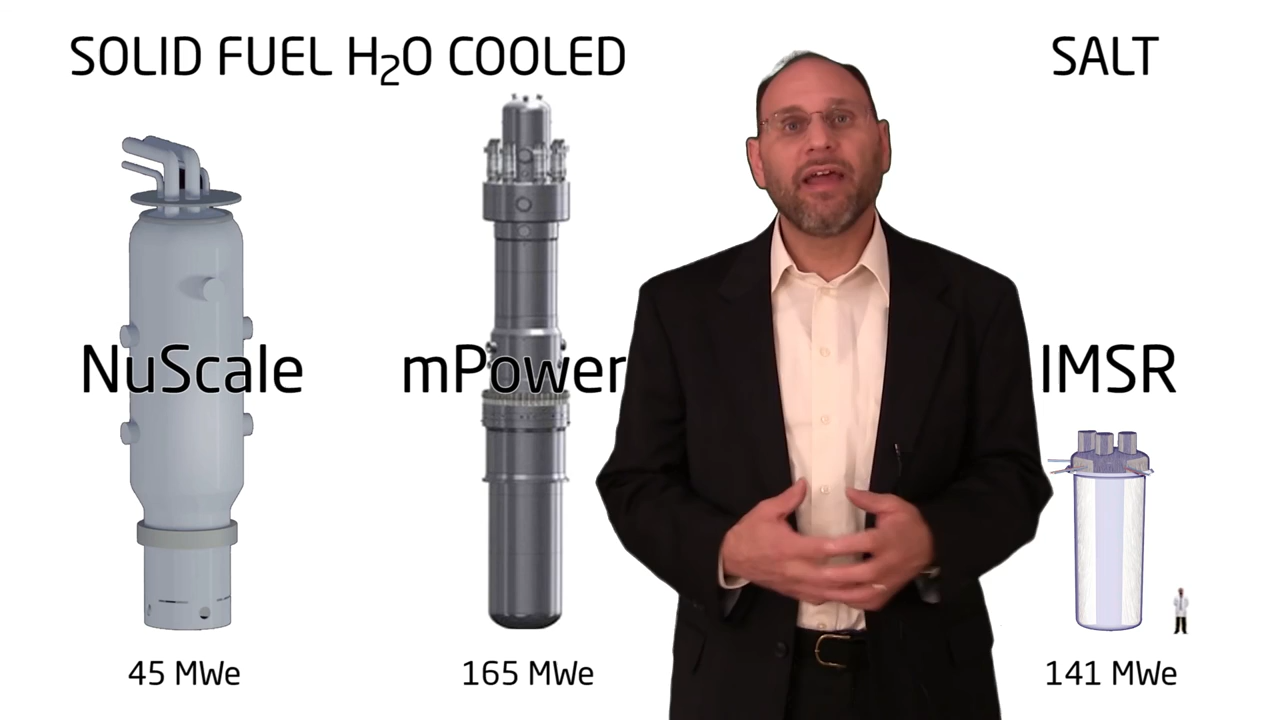 SOLID FUEL H₂O COOLED
SALT
NuScale
mPower
IMSR
45 MWe
165 MWe
141 MWe